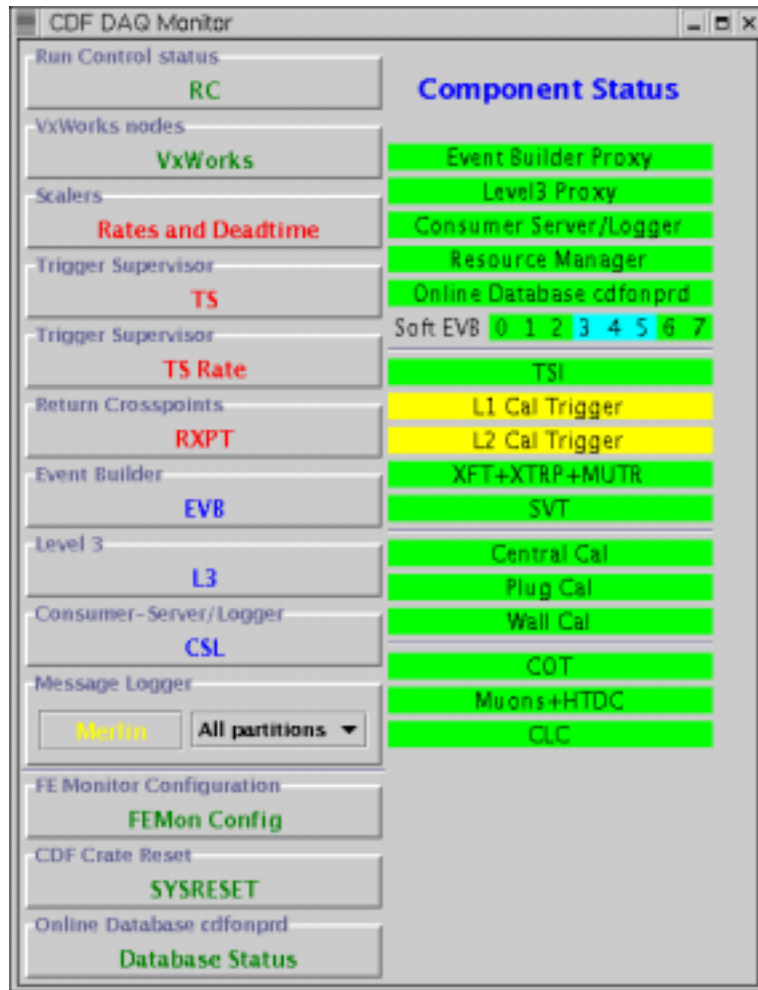 CDF DAQ Monitor
Run Control status
RC
VxWorks nodes
VxWorks
Scalers
Rates and Deadtime
Trigger Supervisor
TS
Trigger Supervisor
TS Rate
Return Crosspoints
RXPT
Event Builder
EVB
Level 3
L3
Consumer-Server/Logger
CSL
Message Logger
Merlin All partitions
FE Monitor Configuration
FEMon Config
CDF Crate Reset
SYSRESET
Online Database cdfonprd
Database Status
Component Status
Event Builder Proxy
Level3 Proxy
Consumer Server/Logger
Resource Manager
Online Database cdfonprd
Soft EVB 0 1 2 3 4 5 6 7
TSI
L1 Cal Trigger
L2 Cal Trigger
XFT+XTRP+MUTR
SVT
Central Cal
Plug Cal
Wall Cal
COT
Muons+HTDC
CLC